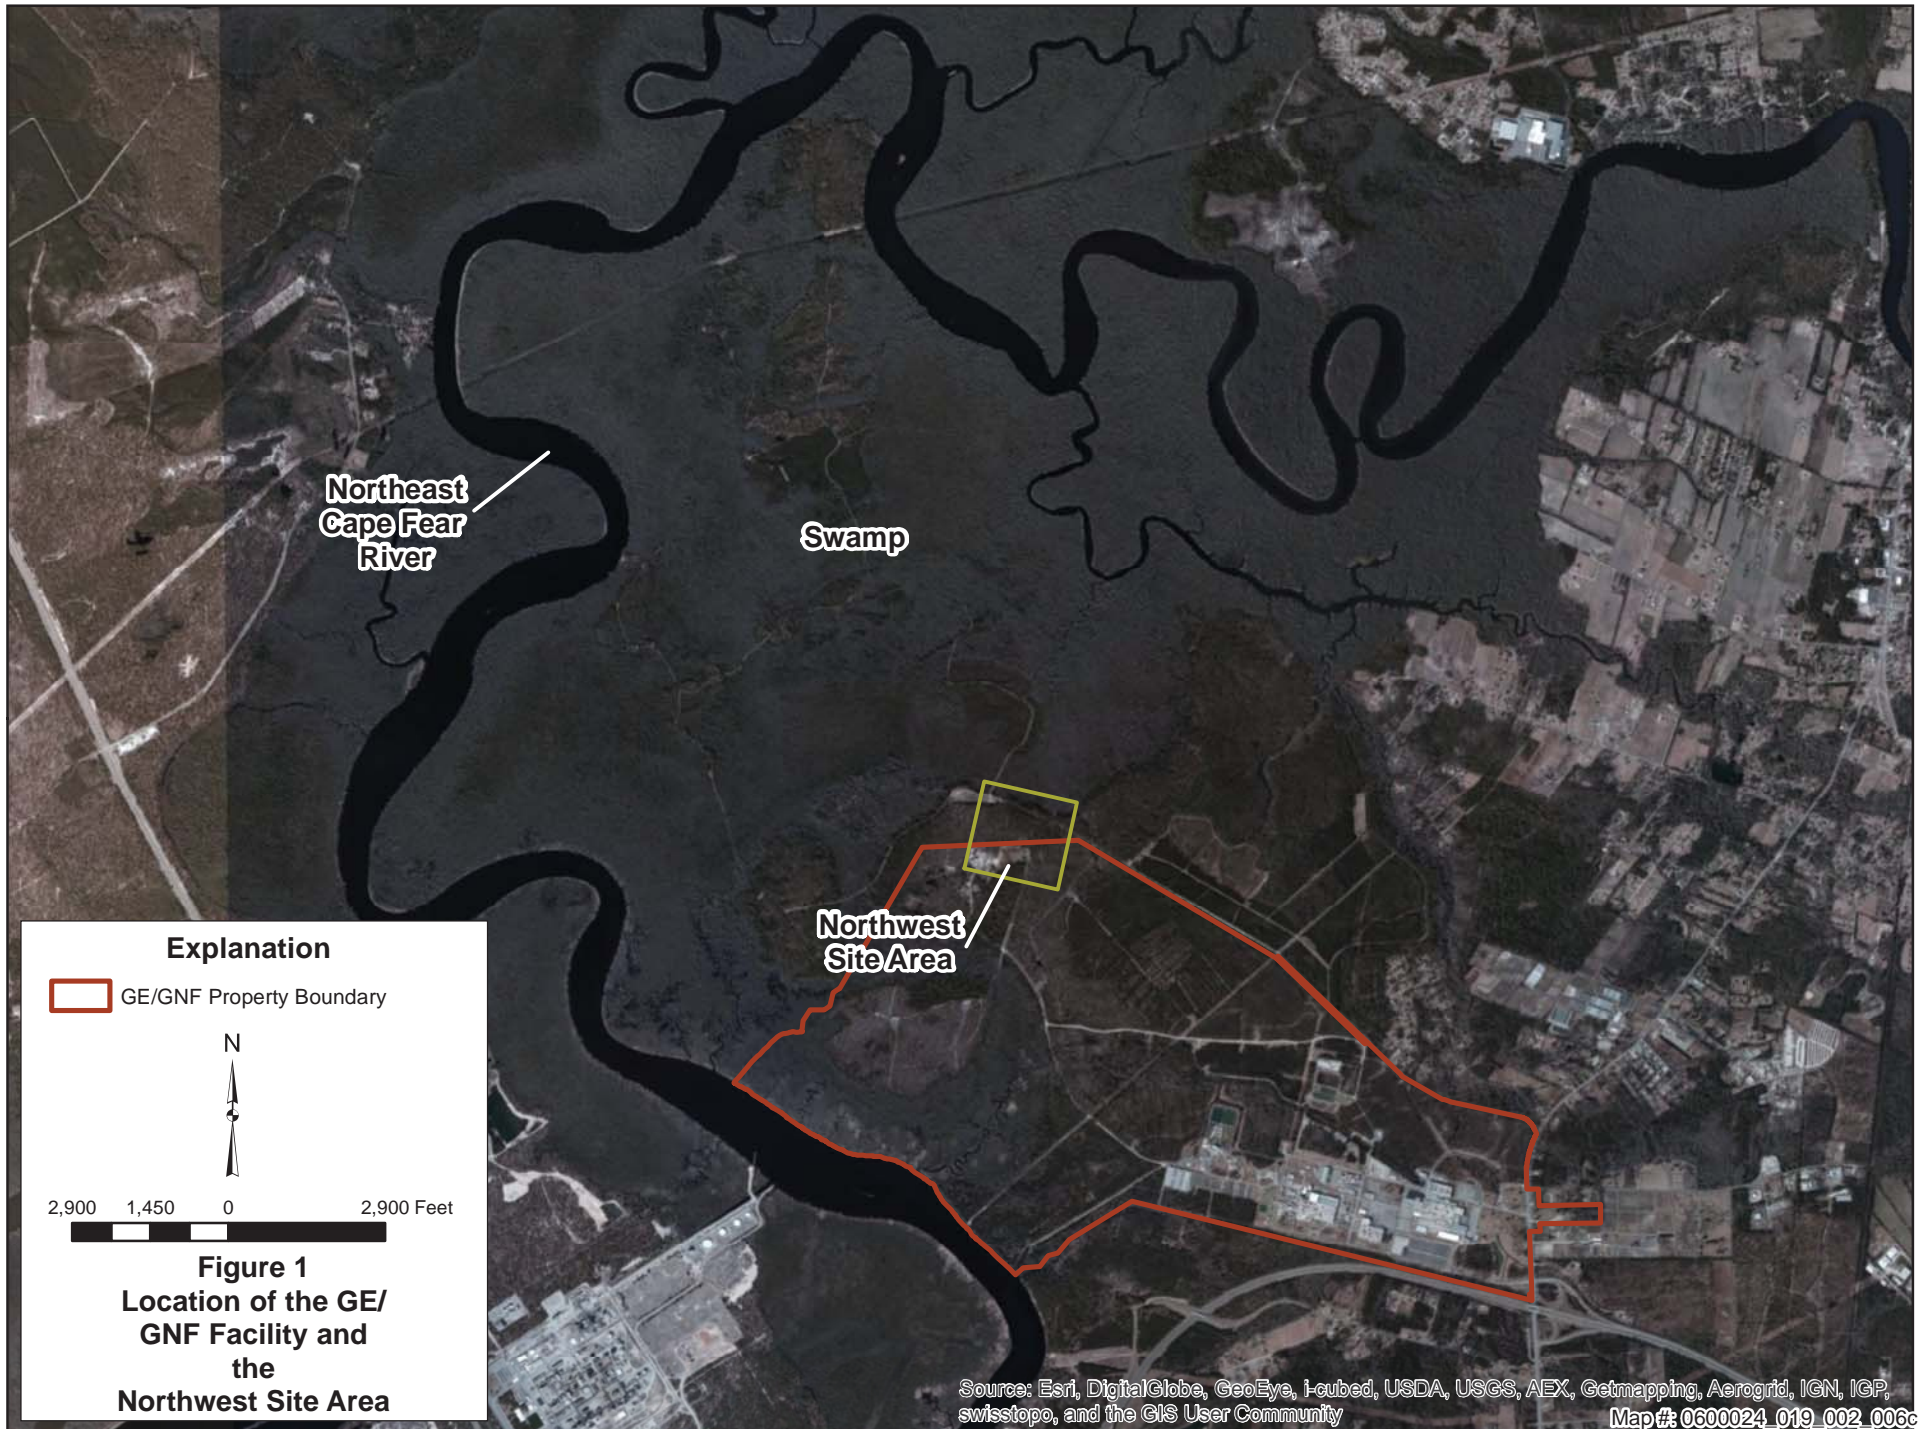 Northeast
Cape Fear
River
Swamp
Northwest
Site Area
Explanation
GE/GNF Property Boundary
N
2,900 1,450 0 2,900 Feet
Figure 1
Location of the GE/
GNF Facility and
the
Northwest Site Area
Source: Esri, DigitalGlobe, GeoEye, i-cubed, USDA, USGS, AEX, Getmapping, Aerogrid, IGN, IGP,
swisstopo, and the GIS User Community
Map #: 0600024_019_002_006c